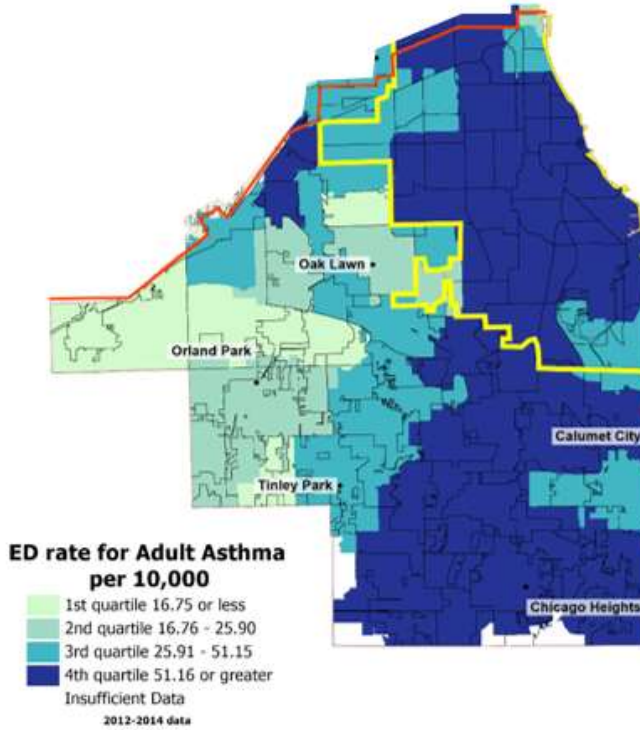 Oak Lawn
Orland Park
Calumet City
Tinley Park
ED rate for Adult Asthma
per 10,000
1st quartile 16.75 or less
2nd quartile 16.76 - 25.90
3rd quartile 25.91 - 51.15
4th quartile 51.16 or greater
Chicago Heights
Insufficient Data
2012-2014 data